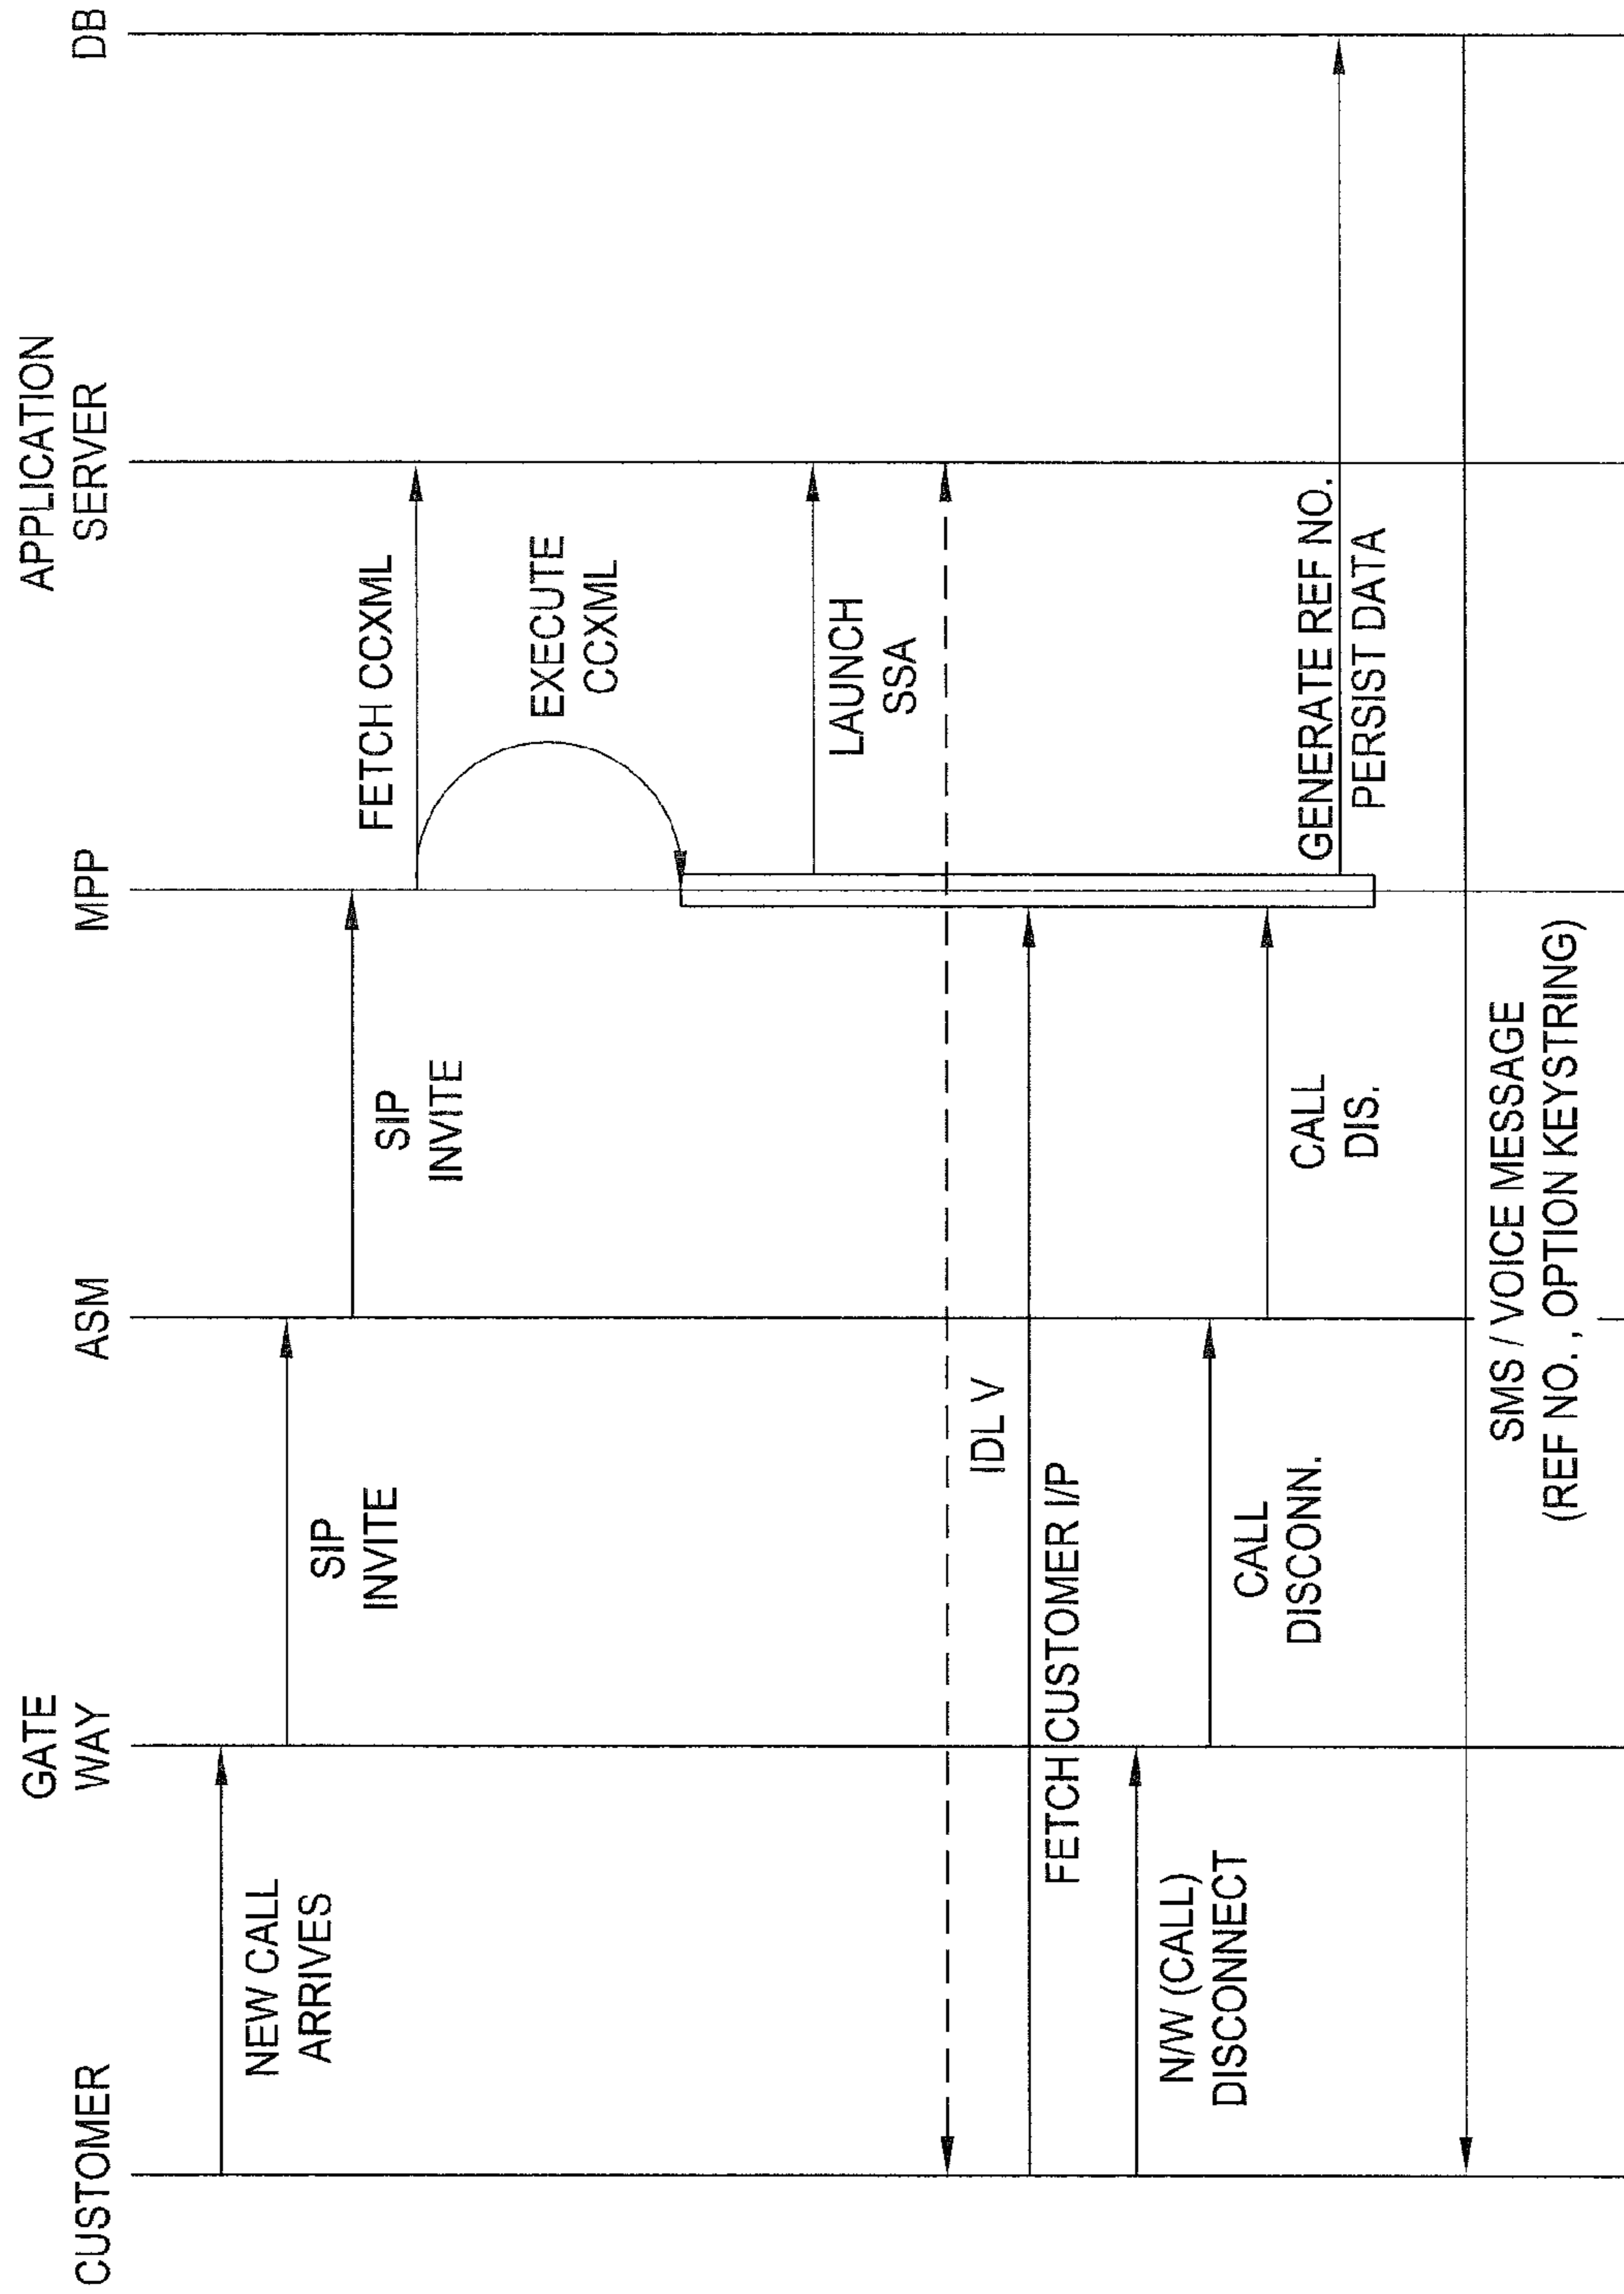 CUSTOMER
GATE
WAY
ASM
MPP
APPLICATION
SERVER
DB
NEW CALL
ARRIVES
SIP
INVITE
SIP
INVITE
FETCH CCXML
EXECUTE
CCXML
LAUNCH
SSA
IDL V
FETCH CUSTOMER I/P
N/W (CALL)
DISCONNECT
CALL
DISCONN.
CALL
DIS.
GENERATE REF NO.
PERSIST DATA
SMS / VOICE MESSAGE
(REF NO., OPTION KEYSTRING)